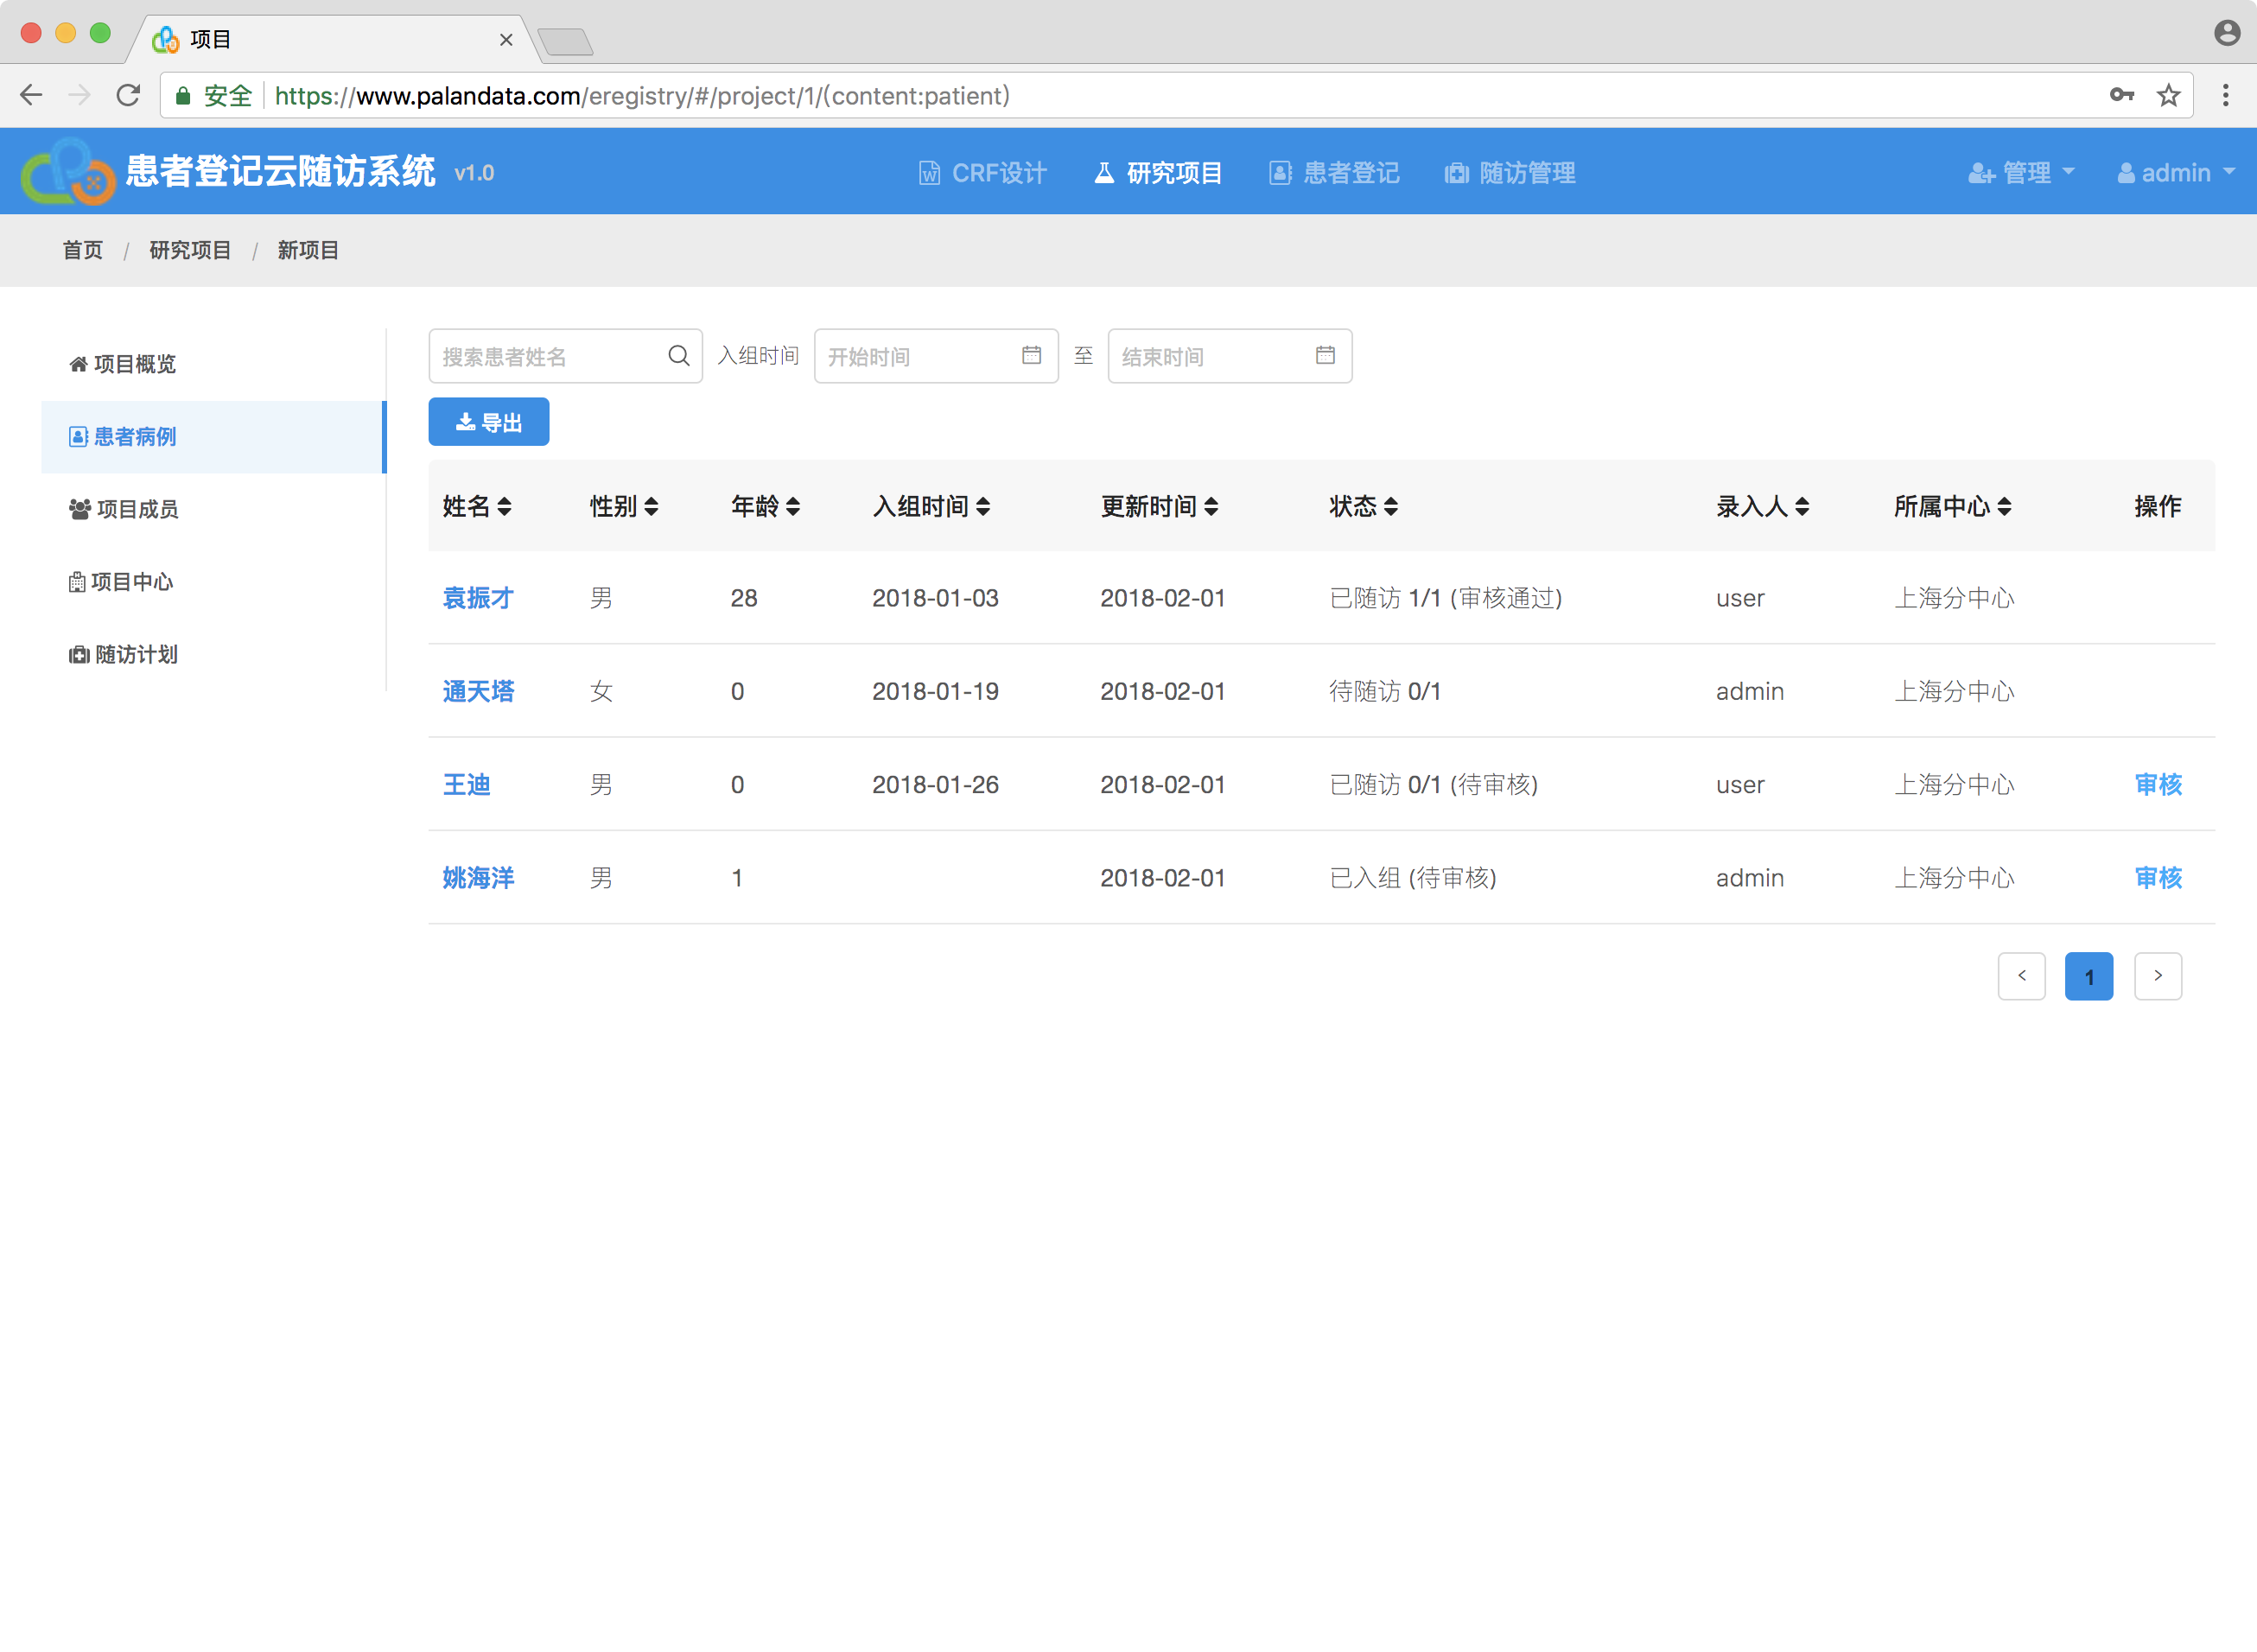 项目
安全 https://www.palandata.com/eregistry/#/project/1/(content:patient)
患者登记云随访系统 v1.0 CRF设计 研究项目 患者登记 随访管理 管理 admin
首页 / 研究项目 / 新项目
项目概览
患者病例
项目成员
项目中心
随访计划
搜索患者姓名 入组时间 开始时间 至 结束时间
导出
姓名 性别 年龄 入组时间 更新时间 状态 录入人 所属中心 操作
袁振才 男 28 2018-01-03 2018-02-01 已随访 1/1 (审核通过) user 上海分中心
通天塔 女 0 2018-01-19 2018-02-01 待随访 0/1 admin 上海分中心
王迪 男 0 2018-01-26 2018-02-01 已随访 0/1 (待审核) user 上海分中心 审核
姚海洋 男 1 2018-02-01 已入组 (待审核) admin 上海分中心 审核
< 1 >